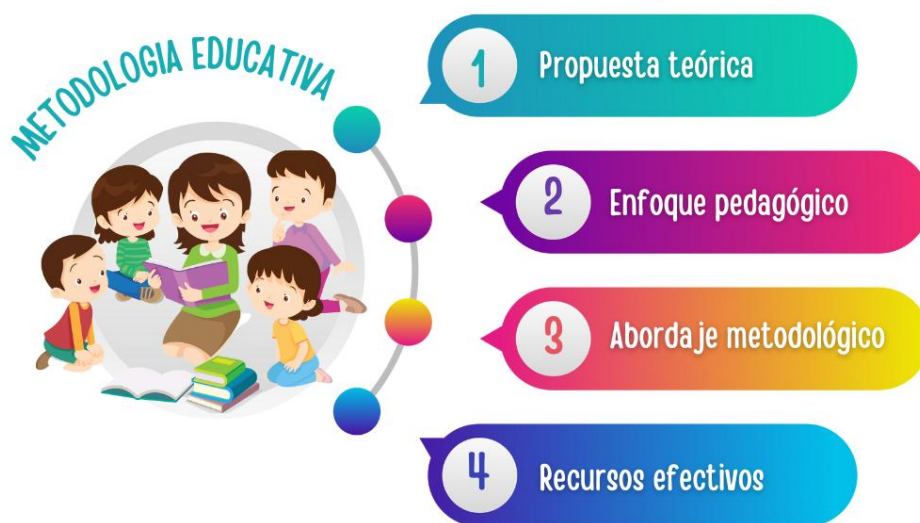 METODOLOGIA EDUCATIVA
1
Propuesta teórica
2
Enfoque pedagógico
3
Abordaje metodológico
4
Recursos efectivos